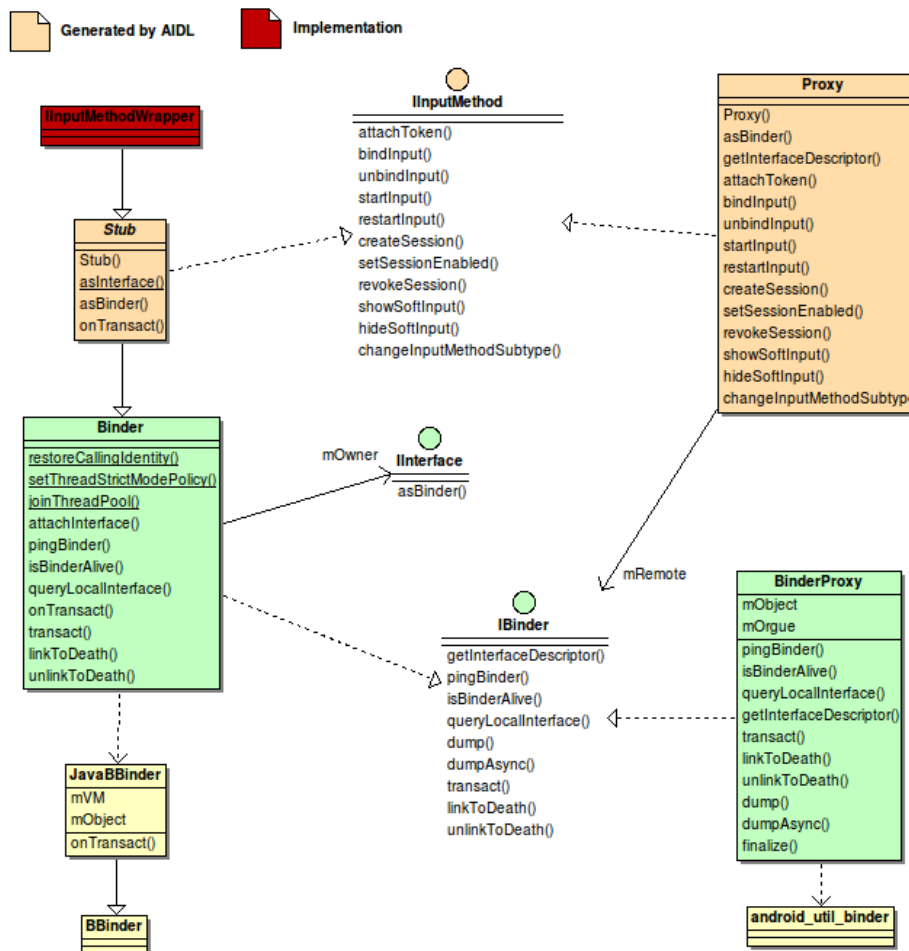 Generated by AIDL
Implementation
IInputMethodWrapper
Stub
Stub()
asInterface()
asBinder()
onTransact()
IInputMethod
attachToken()
bindInput()
unbindInput()
startInput()
restartInput()
createSession()
setSessionEnabled()
revokeSession()
showSoftInput()
hideSoftInput()
changeInputMethodSubtype()
Proxy
Proxy()
asBinder()
getInterfaceDescriptor()
attachToken()
bindInput()
unbindInput()
startInput()
restartInput()
createSession()
setSessionEnabled()
revokeSession()
showSoftInput()
hideSoftInput()
changeInputMethodSubtype
Binder
restoreCallingIdentity()
setThreadStrictModePolicy()
joinThreadPool()
attachInterface()
pingBinder()
isBinderAlive()
queryLocalInterface()
onTransact()
transact()
linkToDeath()
unlinkToDeath()
mOwner
IInterface
asBinder()
mRemote
IBinder
getInterfaceDescriptor()
pingBinder()
isBinderAlive()
queryLocalInterface()
dump()
dumpAsync()
transact()
linkToDeath()
unlinkToDeath()
BinderProxy
mObject
mOrgue
pingBinder()
isBinderAlive()
queryLocalInterface()
getInterfaceDescriptor()
transact()
linkToDeath()
unlinkToDeath()
dump()
dumpAsync()
finalize()
JavaBBinder
mVM
mObject
onTransact()
BBinder
android_util_binder